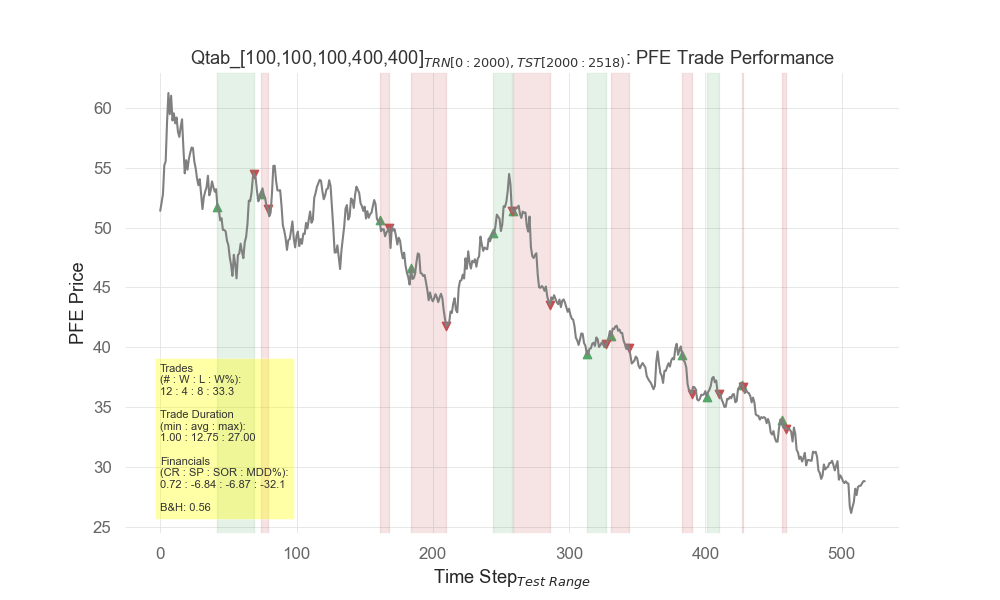 Qtab_[100,100,100,400,400]TRN[0 : 2000), TST[2000 : 2518): PFE Trade Performance
PFE Price
60
55
50
45
40
35
30
25
Trades
(# : W : L : W%):
12 : 4 : 8 : 33.3
Trade Duration
(min : avg : max):
1.00 : 12.75 : 27.00
Financials
(CR : SP : SOR : MDD%):
0.72 : -6.84 : -6.87 : -32.1
B&H: 0.56
0 100 200 300 400 500
Time StepTest Range